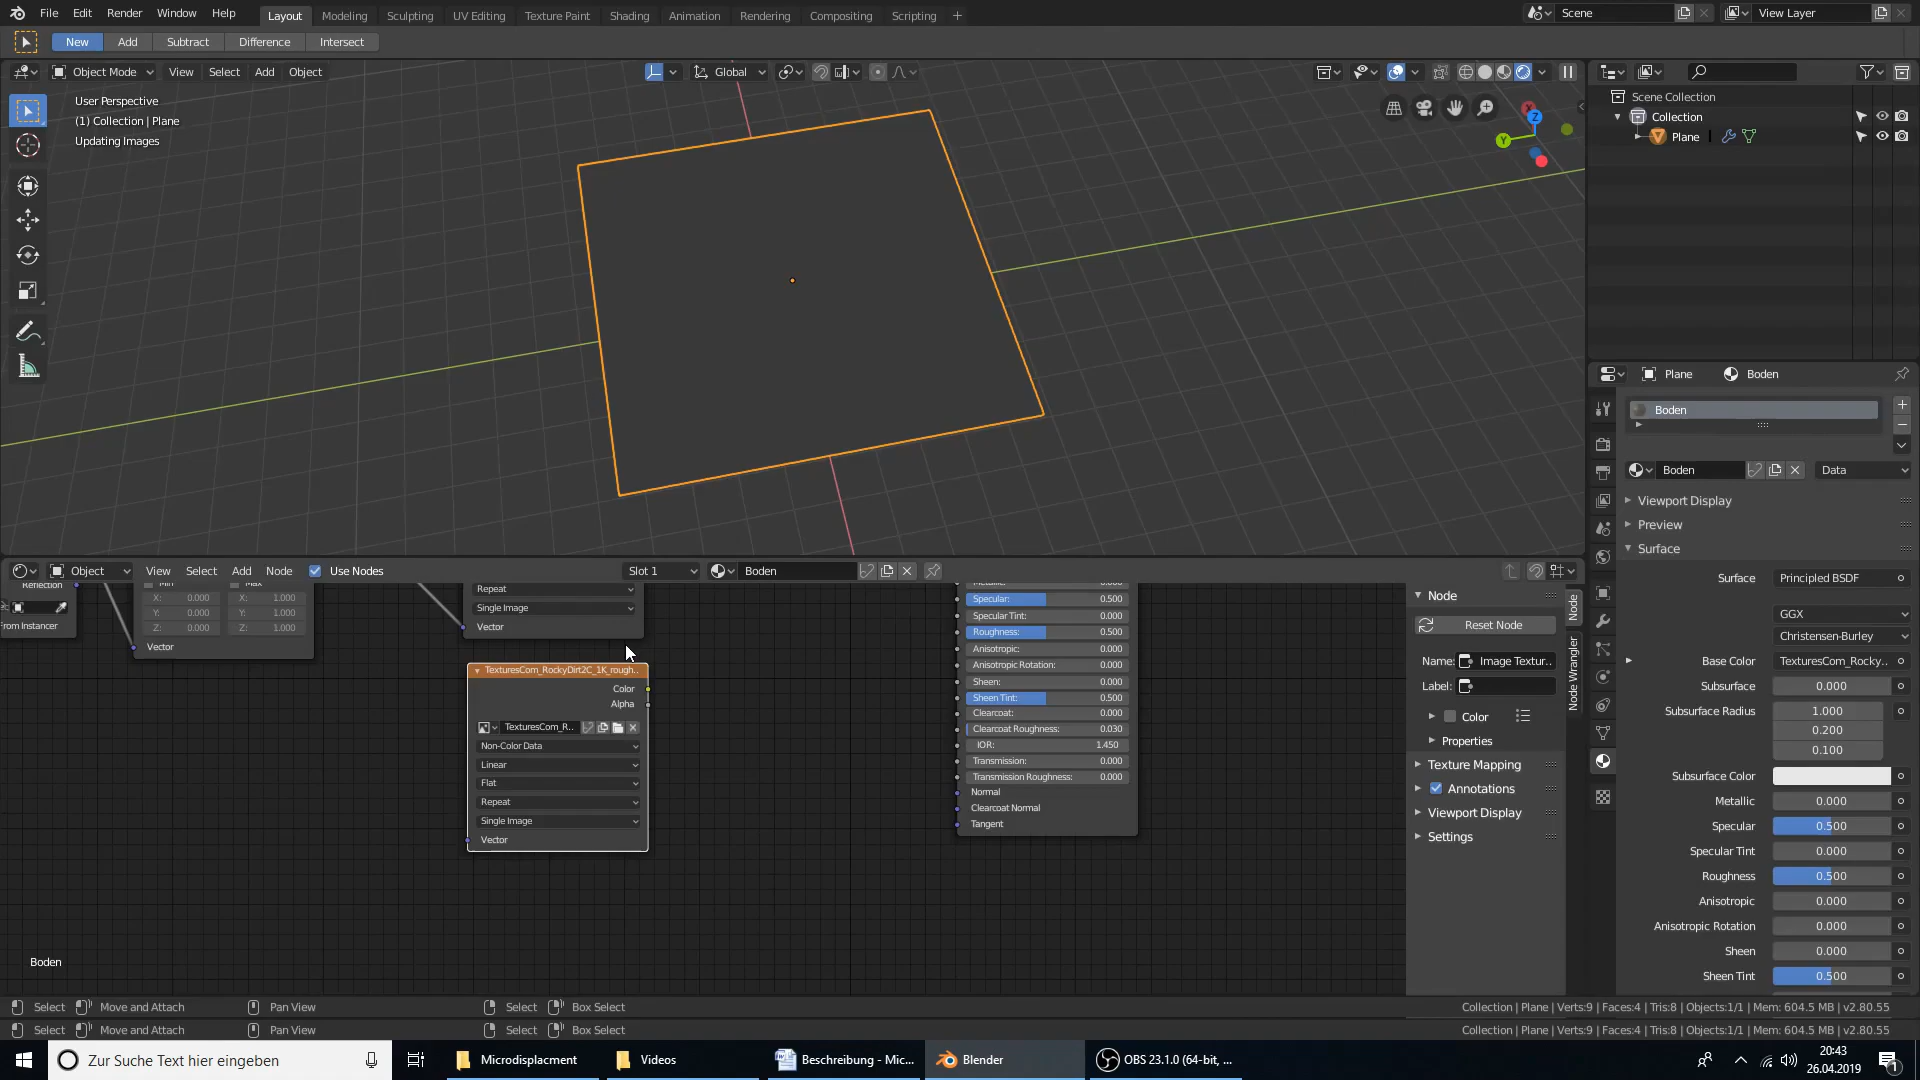 File Edit Render Window Help Layout Modeling Sculpting UV Editing Texture Paint Shading Animation Rendering Compositing Scripting + Scene View Layer
New Add Subtract Difference Intersect
Object Mode View Select Add Object Global
User Perspective
(1) Collection | Plane
Updating Images
Z
Y
Scene Collection
Collection
Plane
Plane Boden
Boden
Boden Data
Viewport Display
Preview
Surface
Surface Principled BSDF
GGX
Christensen-Burley
Base Color TexturesCom_Rocky..
Subsurface 0.000
Subsurface Radius 1.000
0.200
0.100
Subsurface Color
Metallic 0.000
Specular 0.500
Specular Tint 0.000
Roughness 0.500
Anisotropic 0.000
Anisotropic Rotation 0.000
Sheen 0.000
Sheen Tint 0.500
Object View Select Add Node Use Nodes Slot 1 Boden
Reflection
From Instancer
Min Max
X: 0.000 X: 1.000
Y: 0.000 Y: 1.000
Z: 0.000 Z: 1.000
Vector
Repeat
Single Image
Vector
TexturesCom_RockyDirt2C_1K_rough..
Color
Alpha
TexturesCom_R..
Non-Color Data
Linear
Flat
Repeat
Single Image
Vector
Metallic: 0.000
Specular: 0.500
Specular Tint: 0.000
Roughness: 0.500
Anisotropic: 0.000
Anisotropic Rotation: 0.000
Sheen: 0.000
Sheen Tint: 0.500
Clearcoat: 0.000
Clearcoat Roughness: 0.030
IOR: 1.450
Transmission: 0.000
Transmission Roughness: 0.000
Normal
Clearcoat Normal
Tangent
Node
Reset Node
Name: Image Textur..
Label:
Color
Properties
Texture Mapping
Annotations
Viewport Display
Settings
Node
Node Wrangler
Boden
Select Move and Attach Pan View Select Box Select Collection | Plane | Verts:9 | Faces:4 | Tris:8 | Objects:1/1 | Mem: 604.5 MB | v2.80.55
Select Move and Attach Pan View Select Box Select Collection | Plane | Verts:9 | Faces:4 | Tris:8 | Objects:1/1 | Mem: 604.5 MB | v2.80.55
Zur Suche Text hier eingeben Microdisplacment Videos Beschreibung - Mic... Blender OBS 23.1.0 (64-bit, ... 20:43
26.04.2019
1